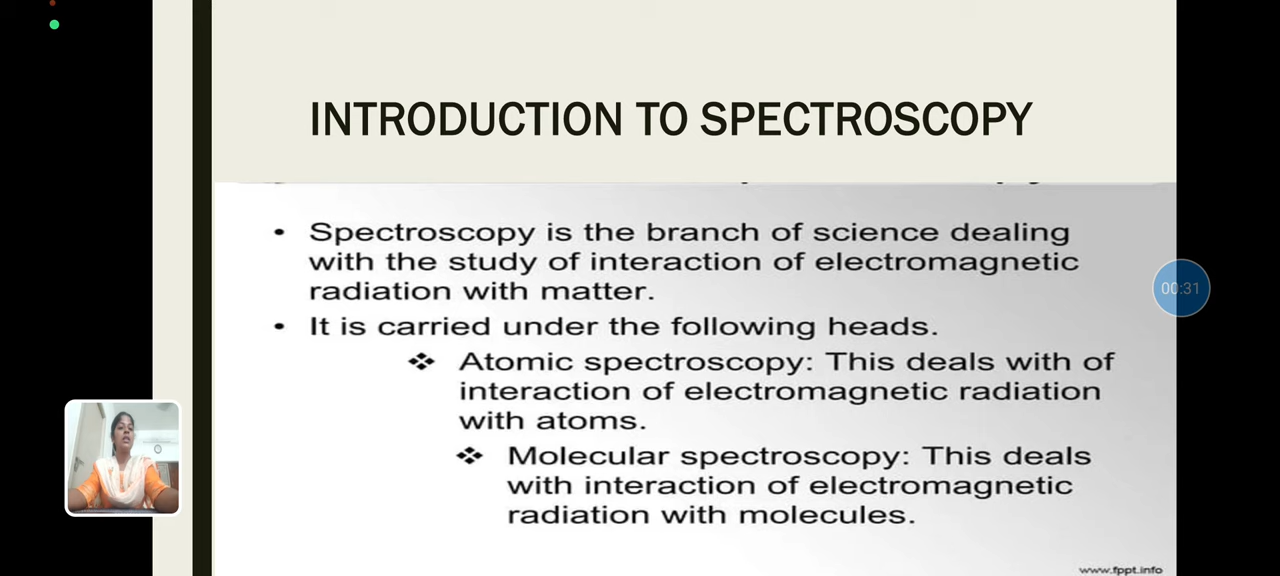 INTRODUCTION TO SPECTROSCOPY
• Spectroscopy is the branch of science dealing
with the study of interaction of electromagnetic
radiation with matter.
• It is carried under the following heads.
❖ Atomic spectroscopy: This deals with of
interaction of electromagnetic radiation
with atoms.
❖ Molecular spectroscopy: This deals
with interaction of electromagnetic
radiation with molecules.
00:31
www.fppt.info